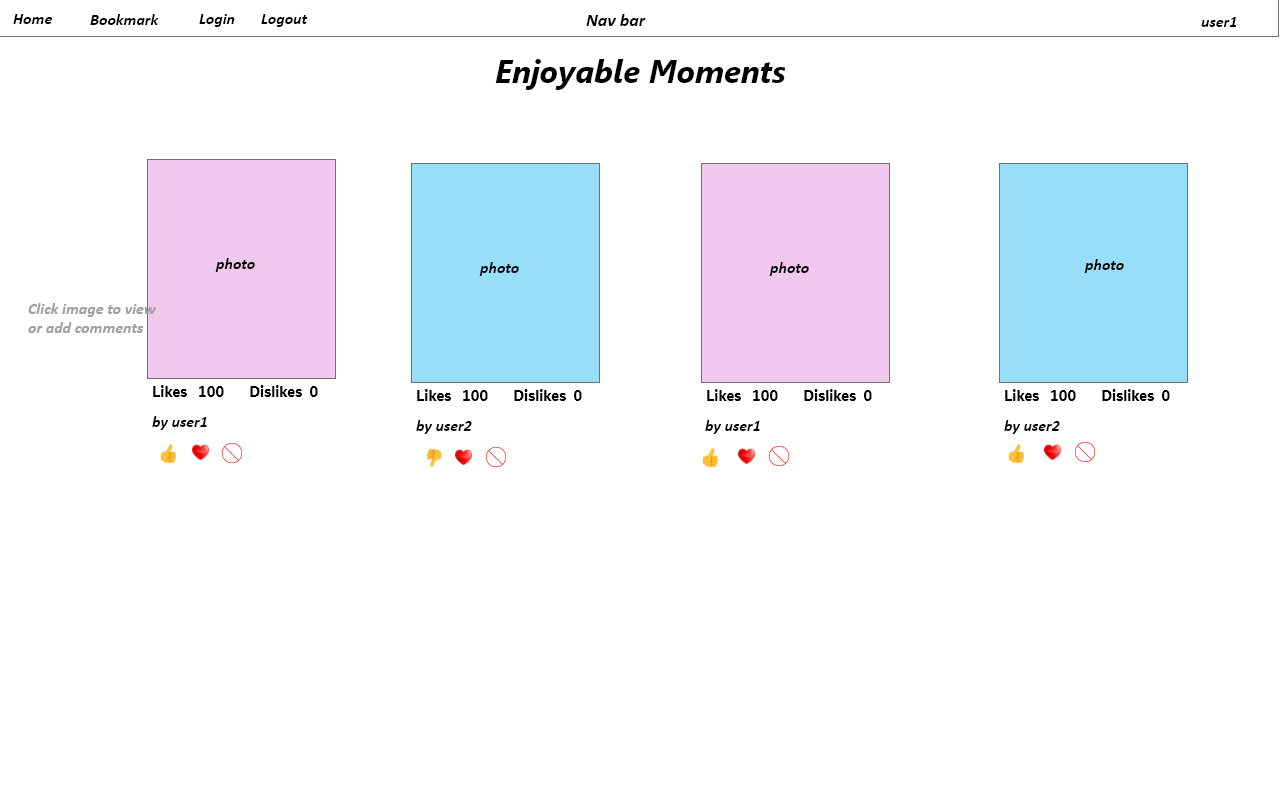 Home Bookmark Login Logout Nav bar user1
Enjoyable Moments
photo photo photo photo
Click image to view
or add comments
Likes 100 Dislikes 0 Likes 100 Dislikes 0 Likes 100 Dislikes 0 Likes 100 Dislikes 0
by user1 by user2 by user1 by user2